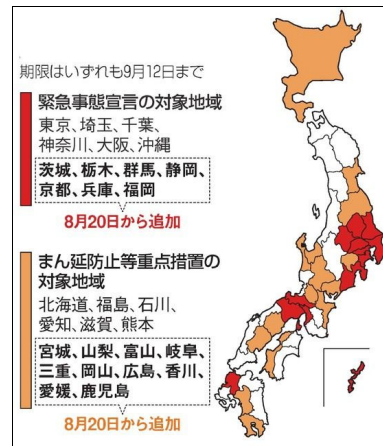 期限はいずれも9月12日まで
緊急事態宣言の対象地域
東京、埼玉、千葉、
神奈川、大阪、沖縄
茨城、栃木、群馬、静岡、
京都、兵庫、福岡
8月20日から追加
まん延防止等重点措置の
対象地域
北海道、福島、石川、
愛知、滋賀、熊本
宮城、山梨、富山、岐阜、
三重、岡山、広島、香川、
愛媛、鹿児島
8月20日から追加